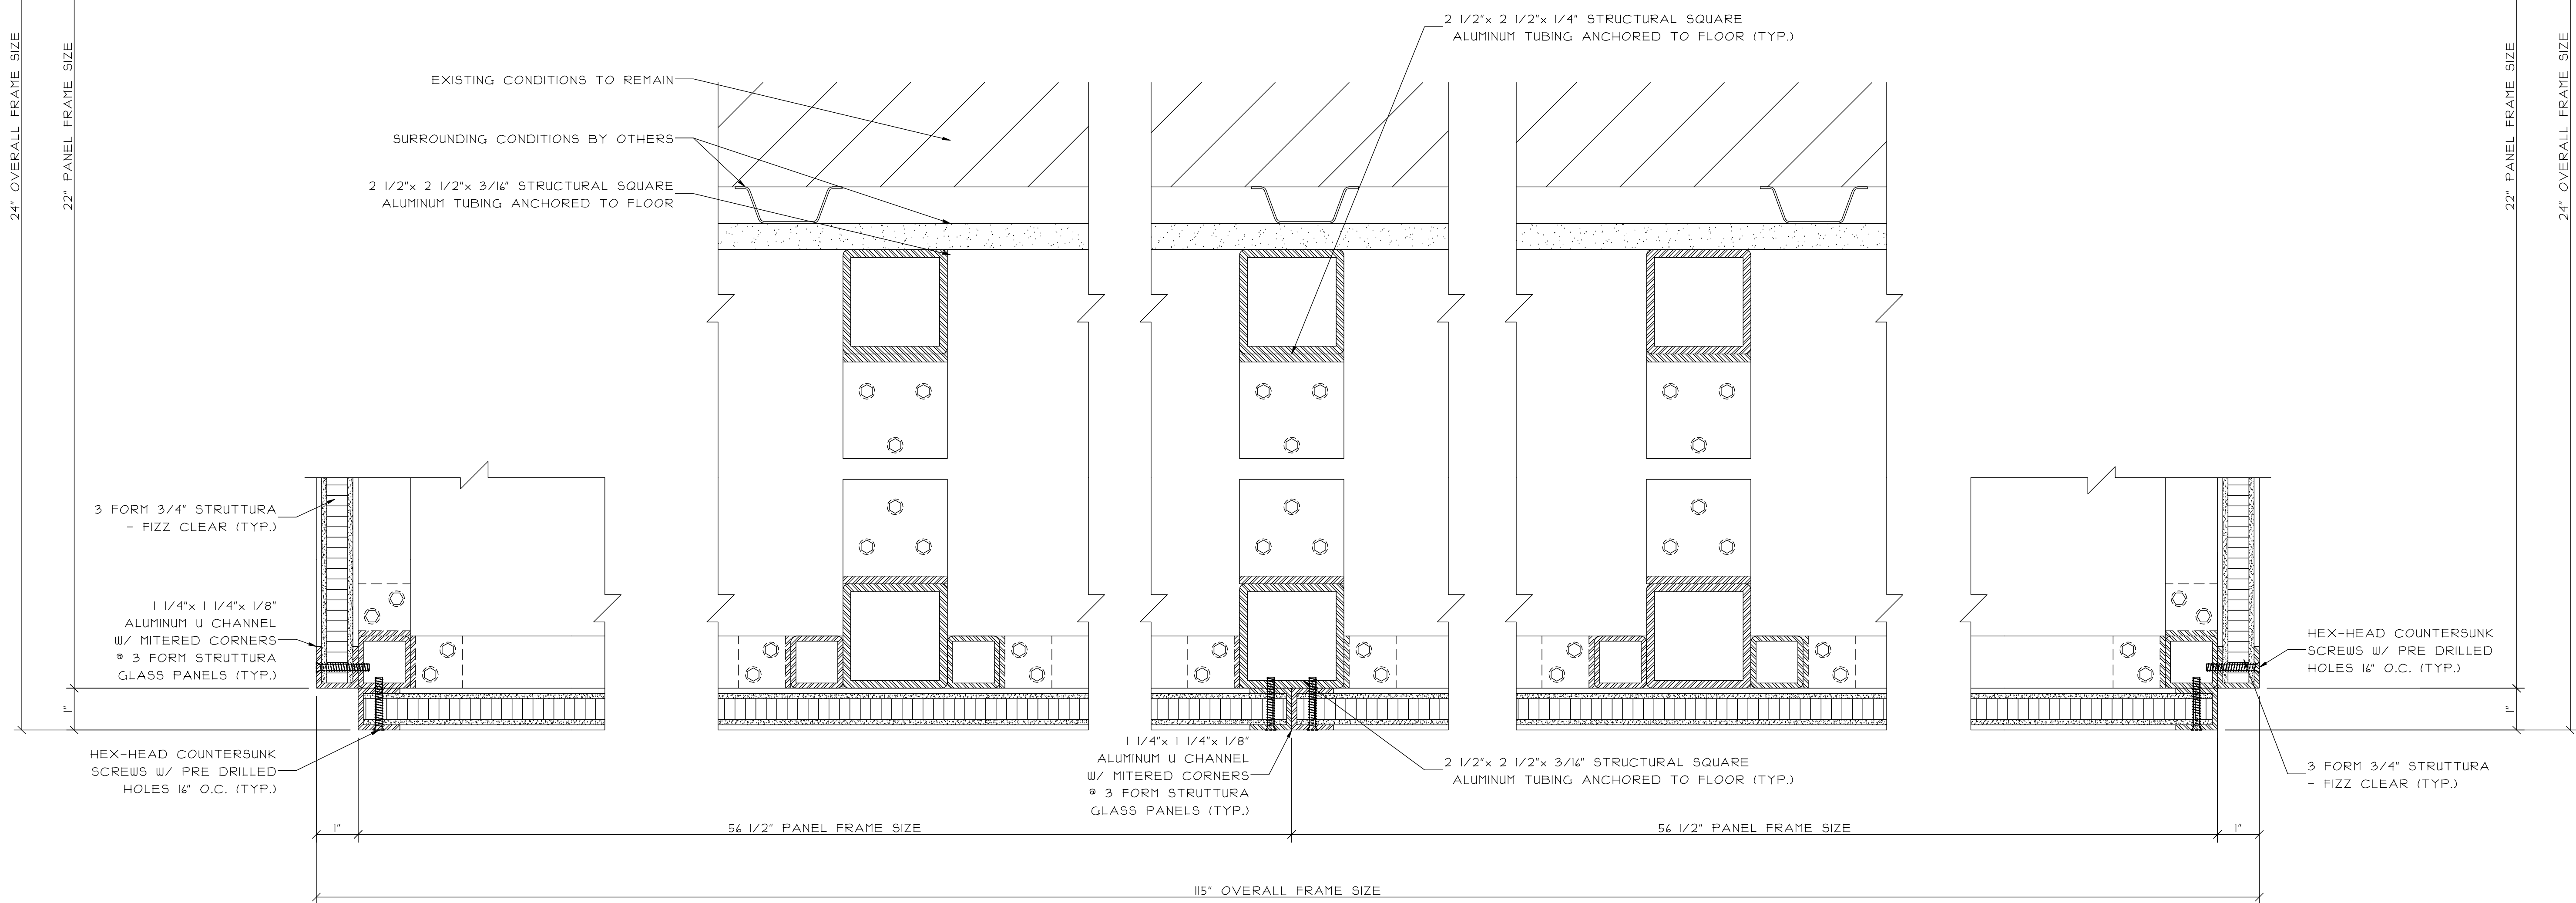 2 1/2"x 2 1/2"x 1/4" STRUCTURAL SQUARE
ALUMINUM TUBING ANCHORED TO FLOOR (TYP.)
24" OVERALL FRAME SIZE
22" PANEL FRAME SIZE
EXISTING CONDITIONS TO REMAIN
SURROUNDING CONDITIONS BY OTHERS
2 1/2"x 2 1/2"x 3/16" STRUCTURAL SQUARE
ALUMINUM TUBING ANCHORED TO FLOOR
22" PANEL FRAME SIZE
24" OVERALL FRAME SIZE
3 FORM 3/4" STRUTTURA
- FIZZ CLEAR (TYP.)
1 1/4"x 1 1/4"x 1/8"
ALUMINUM U CHANNEL
W/ MITERED CORNERS
@ 3 FORM STRUTTURA
GLASS PANELS (TYP.)
1"
HEX-HEAD COUNTERSUNK
SCREWS W/ PRE DRILLED
HOLES 16" O.C. (TYP.)
1 1/4"x 1 1/4"x 1/8"
ALUMINUM U CHANNEL
W/ MITERED CORNERS
@ 3 FORM STRUTTURA
GLASS PANELS (TYP.)
2 1/2"x 2 1/2"x 3/16" STRUCTURAL SQUARE
ALUMINUM TUBING ANCHORED TO FLOOR (TYP.)
HEX-HEAD COUNTERSUNK
SCREWS W/ PRE DRILLED
HOLES 16" O.C. (TYP.)
1"
3 FORM 3/4" STRUTTURA
- FIZZ CLEAR (TYP.)
1"
56 1/2" PANEL FRAME SIZE
56 1/2" PANEL FRAME SIZE
1"
115" OVERALL FRAME SIZE